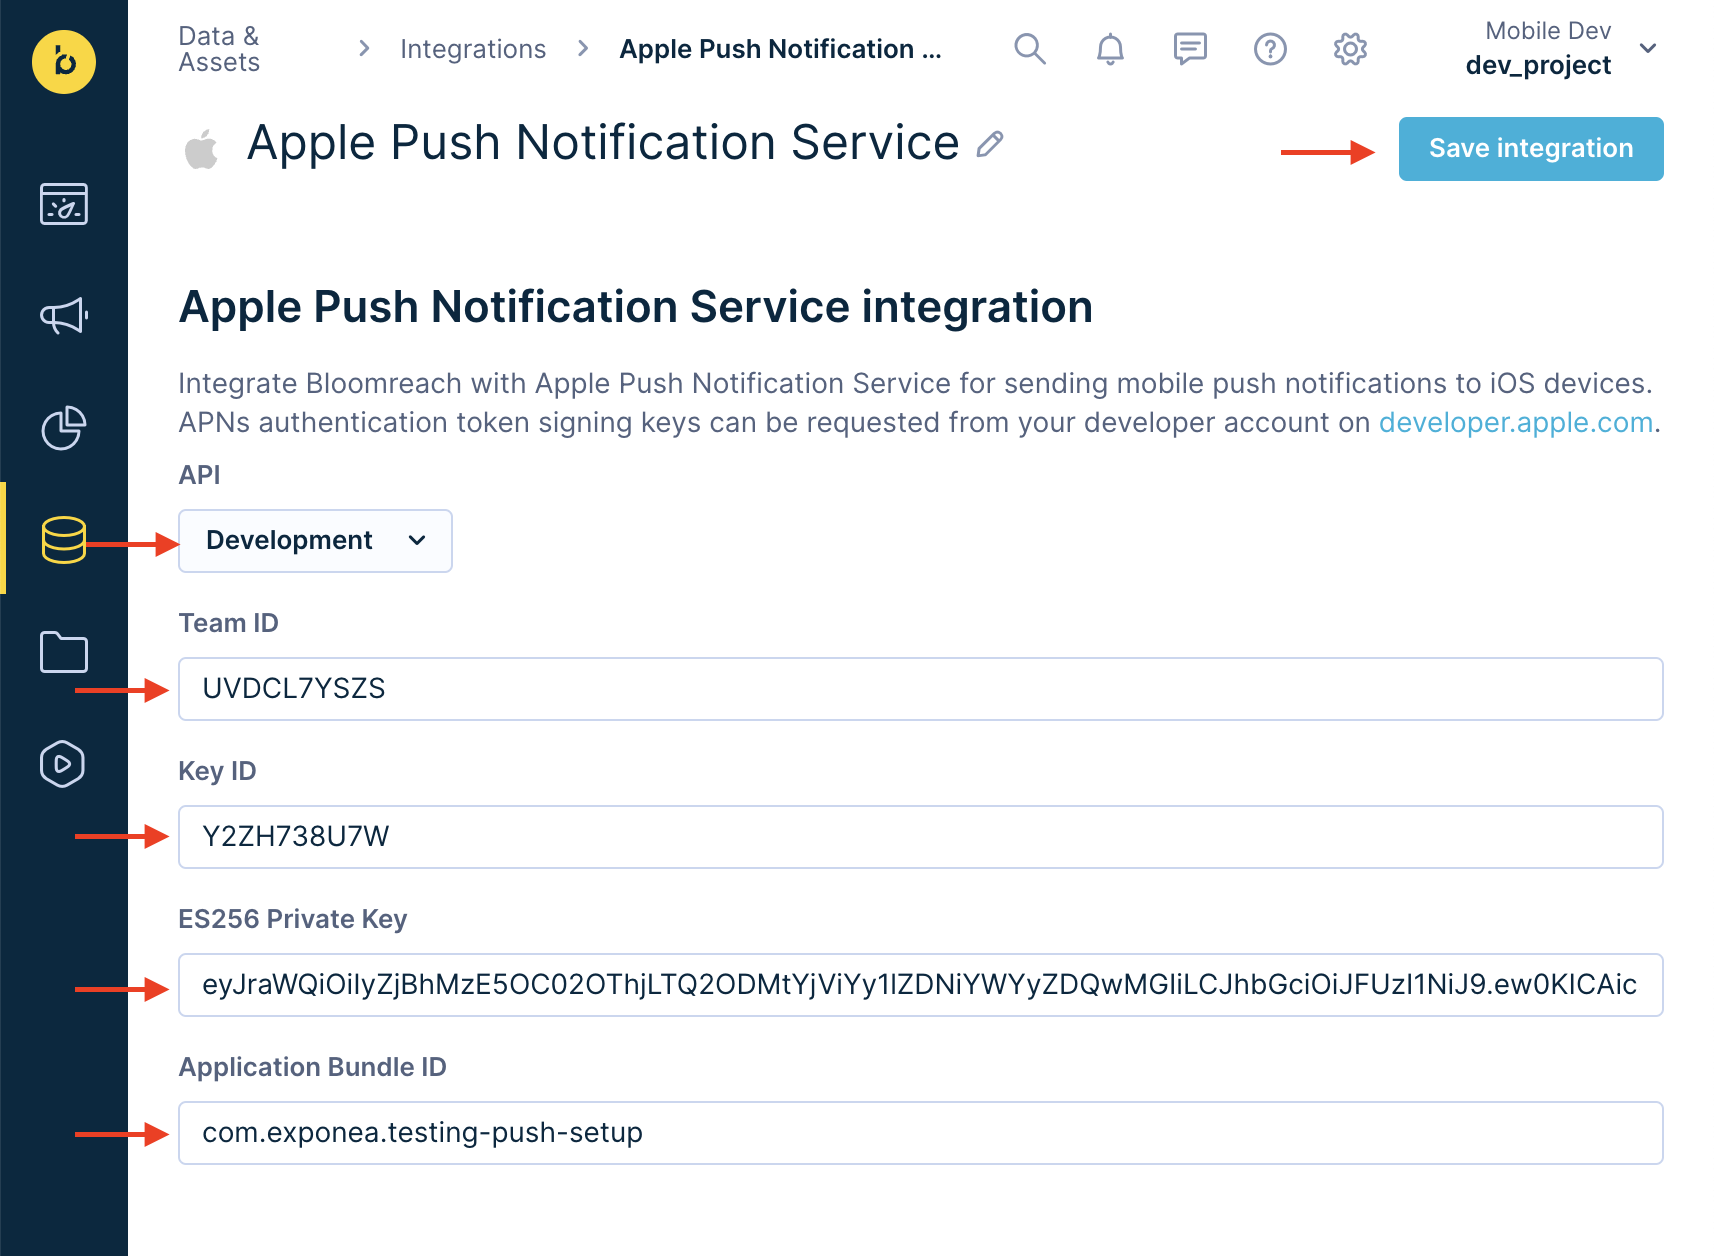 Data &
Assets
Integrations
Apple Push Notification ...
Mobile Dev
dev_project
Apple Push Notification Service
Save integration
Apple Push Notification Service integration
Integrate Bloomreach with Apple Push Notification Service for sending mobile push notifications to iOS devices.
APNs authentication token signing keys can be requested from your developer account on developer.apple.com.
API
Development
Team ID
UVDCL7YSZS
Key ID
Y2ZH738U7W
ES256 Private Key
eyJraWQiOiIyZjBhMzE5OC02OThjLTQ2ODMtYjViYy1lZDNiYWYyZDQwMGIiLCJhbGciOiJFUzI1NiJ9.ew0KICAic
Application Bundle ID
com.exponea.testing-push-setup